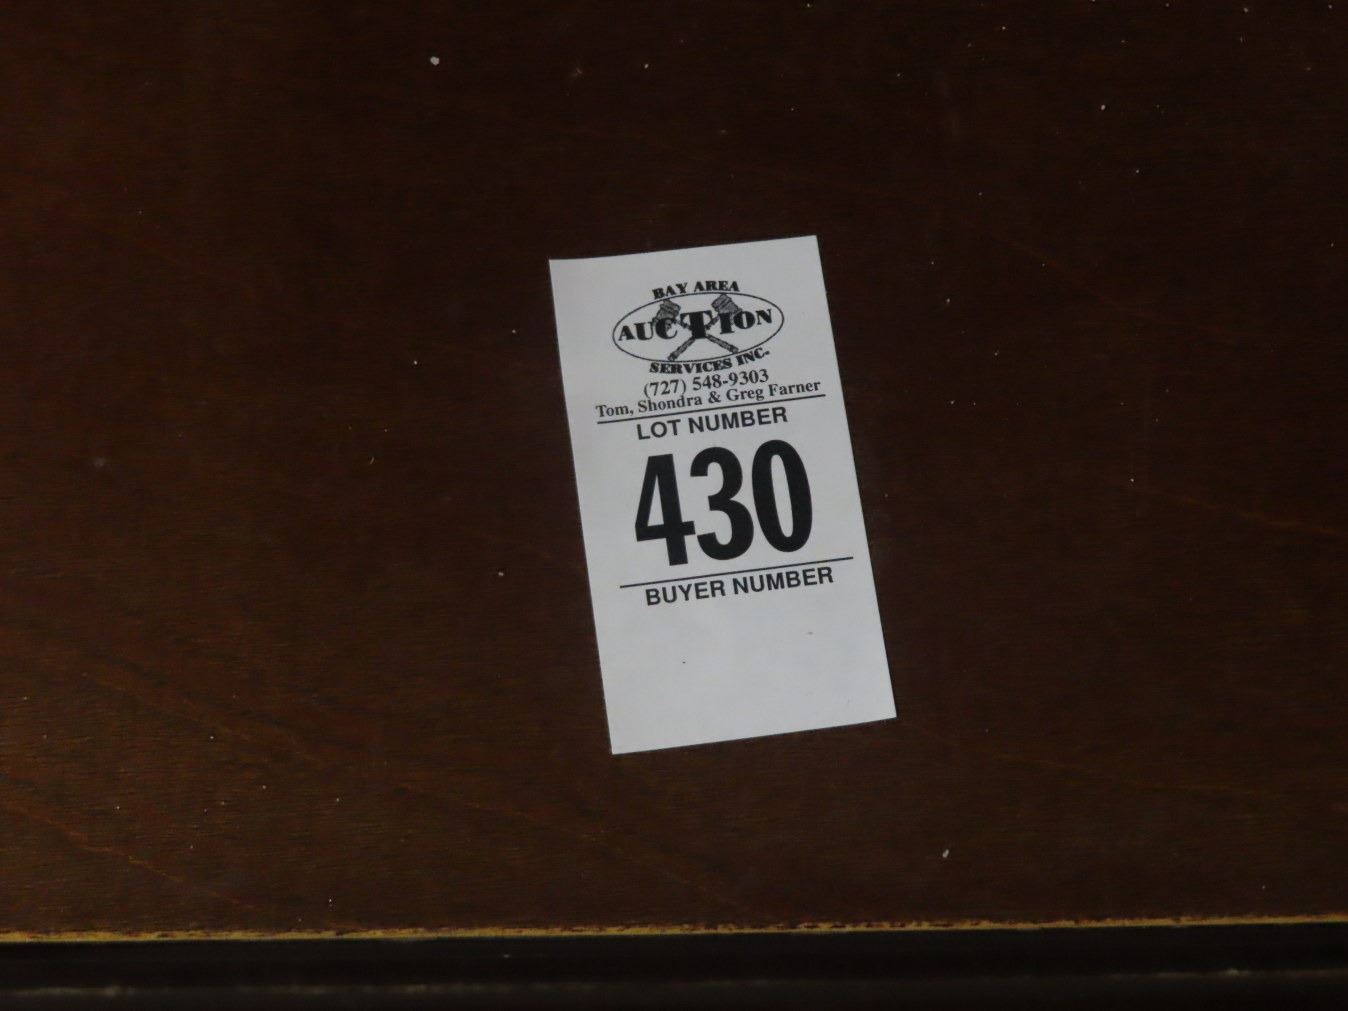 BAY AREA
AUCTION
SERVICES INC.
(727) 548-9303
Tom, Shondra & Greg Farner
LOT NUMBER
430
BUYER NUMBER